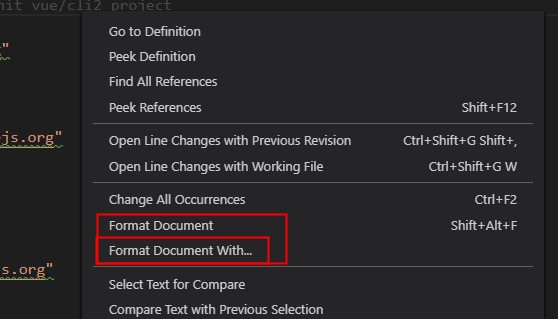 nit vue/cli2 project
"
Go to Definition
Peek Definition
Find All References
Peek References Shift+F12
js.org"
Open Line Changes with Previous Revision Ctrl+Shift+G Shift+,
Open Line Changes with Working File Ctrl+Shift+G W
Change All Occurrences Ctrl+F2
Format Document Shift+Alt+F
Format Document With...
s.org"
Select Text for Compare
Compare Text with Previous Selection